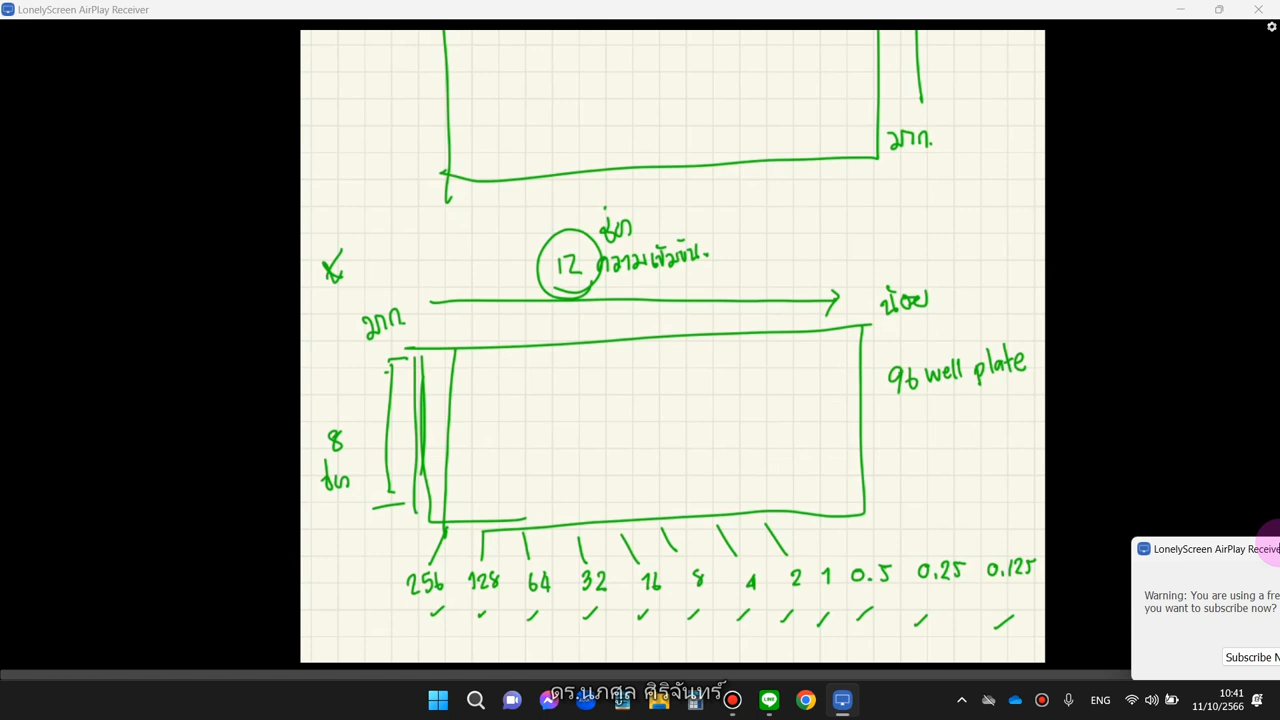 LonelyScreen AirPlay Receiver
มาก.
ช่วง
12 ความเข้มข้น.
มาก
น้อย
96 well plate
8
ช่อง
256 128 64 32 16 8 4 2 1 0.5 0.25 0.125
LonelyScreen AirPlay Receive
Warning: You are using a fre
you want to subscribe now?
Subscribe N
ดร.นภศูล ศิริจันทร์
ENG
10:41
11/10/2566